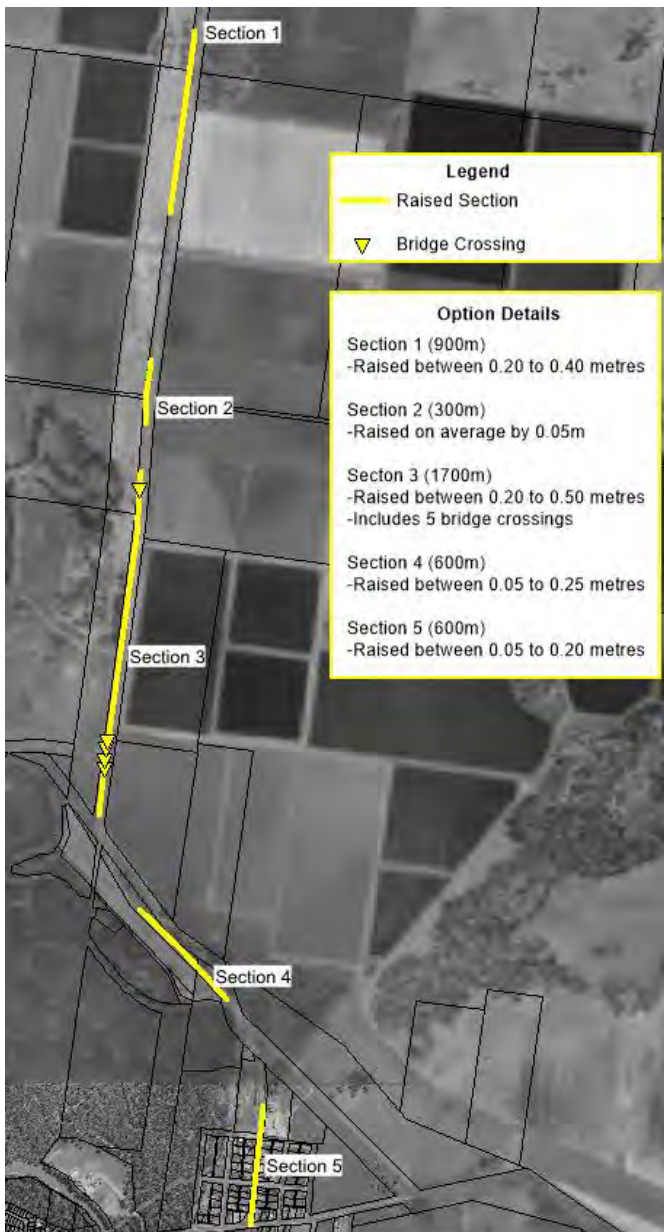 Section 1
Legend
Raised Section
Bridge Crossing
Option Details
Section 1 (900m)
-Raised between 0.20 to 0.40 metres
Section 2 (300m)
-Raised on average by 0.05m
Secton 3 (1700m)
-Raised between 0.20 to 0.50 metres
-Includes 5 bridge crossings
Section 4 (600m)
-Raised between 0.05 to 0.25 metres
Section 5 (600m)
-Raised between 0.05 to 0.20 metres
Section 2
Section 3
Section 4
Section 5